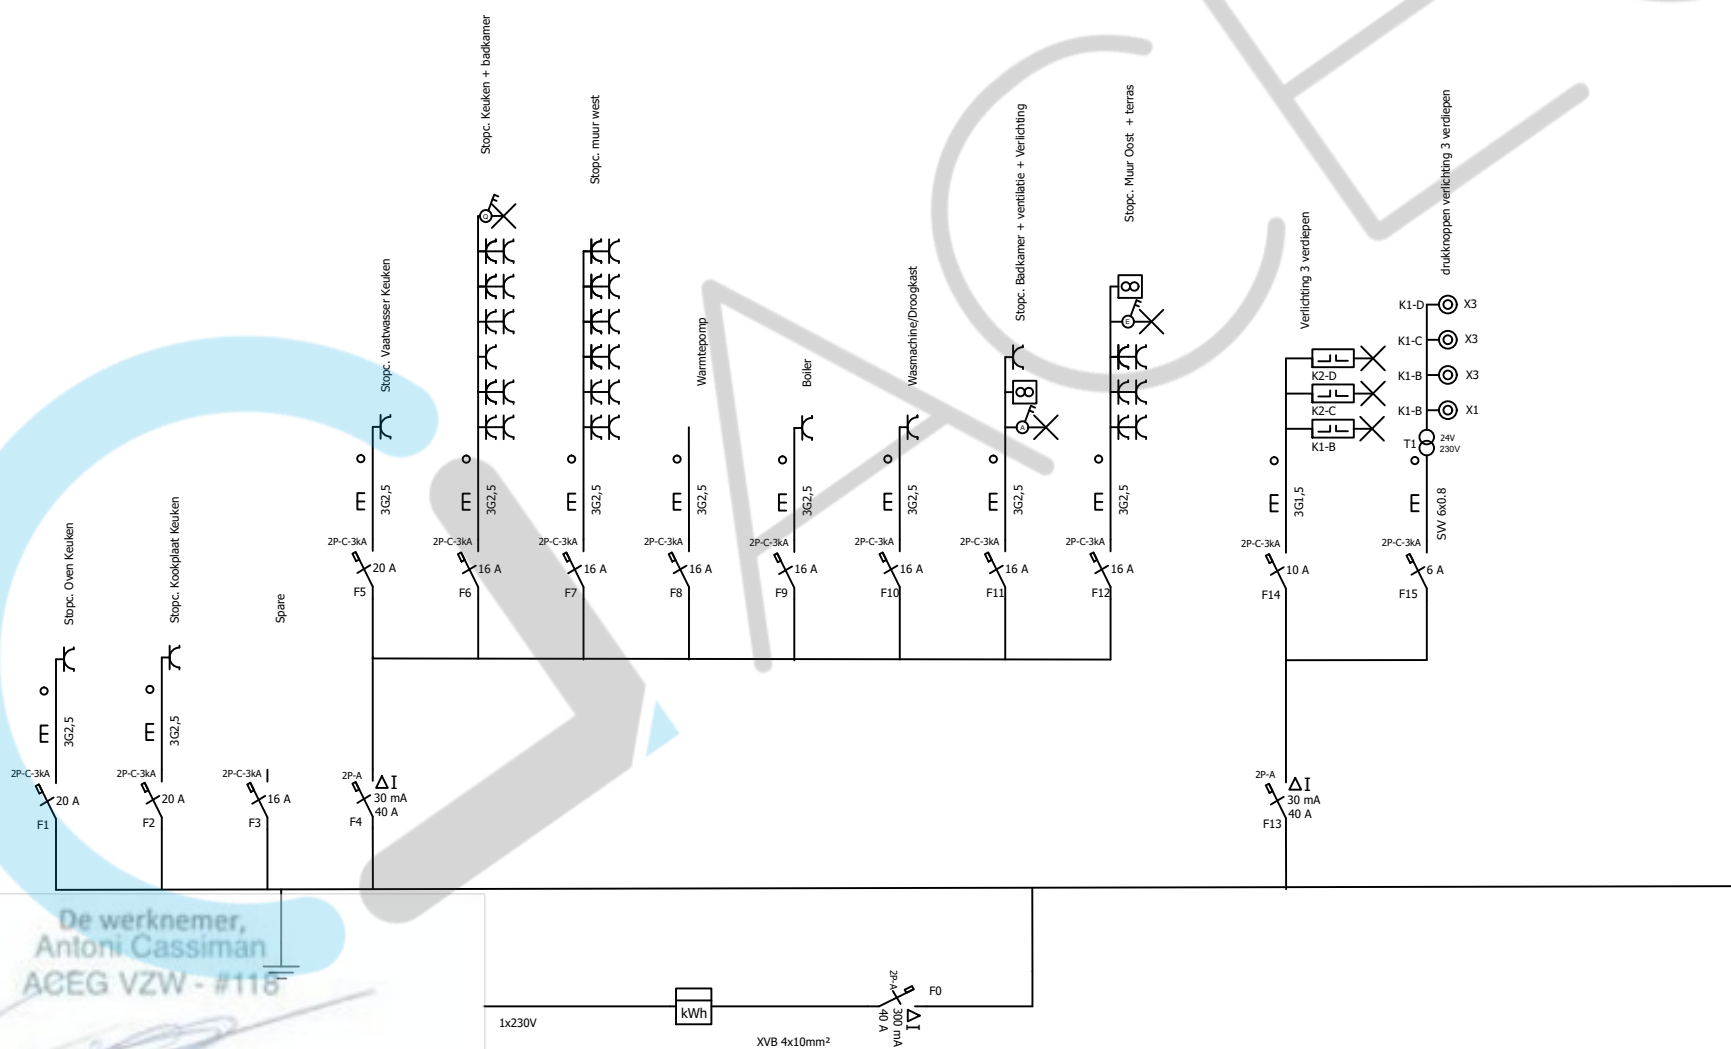 Stopc. Oven Keuken
3G2,5
2P-C-3kA
20 A
F1
Stopc. Kookplaat Keuken
3G2,5
2P-C-3kA
20 A
F2
Spare
2P-C-3kA
16 A
F3
2P-A
ΔI
30 mA
40 A
F4
Stopc. Vaatwasser Keuken
3G2,5
2P-C-3kA
20 A
F5
Stopc. Keuken + badkamer
3G2,5
2P-C-3kA
16 A
F6
Stopc. muur west
3G2,5
2P-C-3kA
16 A
F7
Warmtepomp
3G2,5
2P-C-3kA
16 A
F8
Boiler
3G2,5
2P-C-3kA
16 A
F9
Wasmachine/Droogkast
3G2,5
2P-C-3kA
16 A
F10
Stopc. Badkamer + ventilatie + Verlichting
A
3G2,5
2P-C-3kA
16 A
F11
Stopc. Muur Oost + terras
E
3G2,5
2P-C-3kA
16 A
F12
2P-A
ΔI
30 mA
40 A
F13
Verlichting 3 verdiepen
K2-D
K2-C
K1-B
3G1,5
2P-C-3kA
10 A
F14
drukknoppen verlichting 3 verdiepen
K1-D X3
K1-C X3
K1-B X3
K1-B X1
T1
24V
230V
SVV 6x0.8
2P-C-3kA
6 A
F15
De werknemer,
Antoni Cassiman
ACEG VZW - #118
1x230V
kWh
XVB 4x10mm²
2P-A
F0
ΔI
300 mA
40 A
ACE